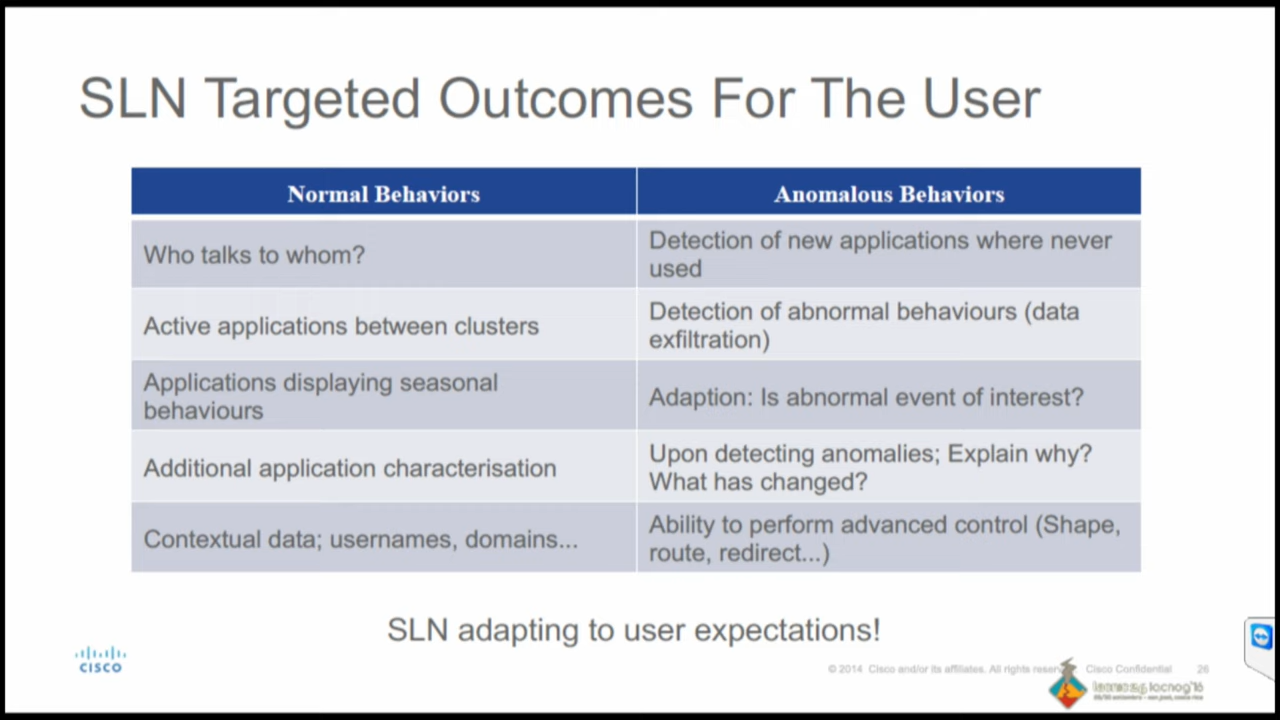 SLN Targeted Outcomes For The User
Normal Behaviors
Anomalous Behaviors
Who talks to whom?
Detection of new applications where never
used
Active applications between clusters
Detection of abnormal behaviours (data
exfiltration)
Applications displaying seasonal
behaviours
Adaption: Is abnormal event of interest?
Additional application characterisation
Upon detecting anomalies; Explain why?
What has changed?
Contextual data; usernames, domains...
Ability to perform advanced control (Shape,
route, redirect...)
SLN adapting to user expectations!
CISCO
© 2014 Cisco and/or its affiliates. All rights reser
Cisco Confidential
26
lacnog'16